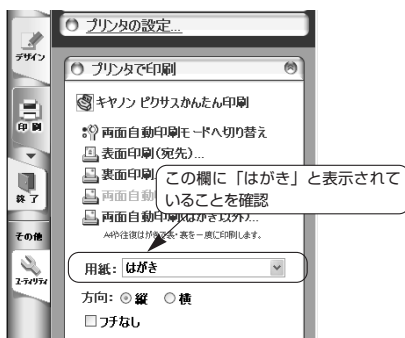 プリンタの設定...
デザイン
プリンタで印刷
キヤノン ピクサスかんたん印刷
印刷
両面自動印刷モードへ切り替え
表面印刷(宛先)...
裏面印刷
この欄に「はがき」と表示されて
いることを確認
終了
両面自動
両面自動印刷(はがき以外)...
A4や往復はがきで表・裏を一度に印刷します。
その他
用紙: はがき
ユーティリティ
方向: 縦 横
フチなし